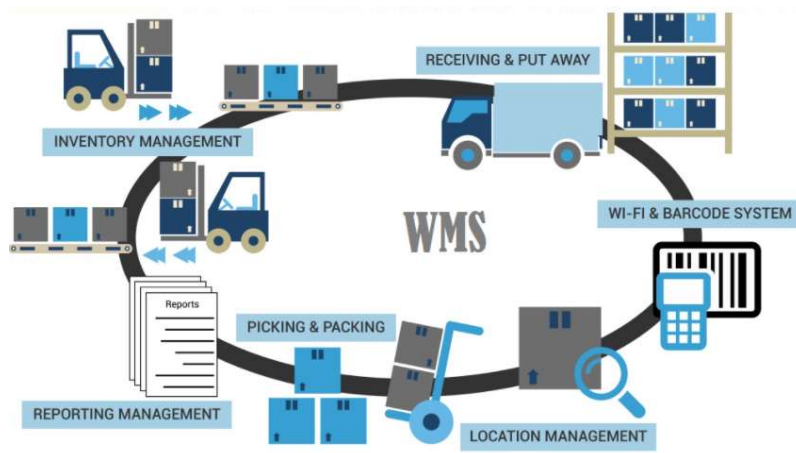 RECEIVING & PUT AWAY
INVENTORY MANAGEMENT
WI-FI & BARCODE SYSTEM
WMS
Reports
PICKING & PACKING
REPORTING MANAGEMENT
LOCATION MANAGEMENT